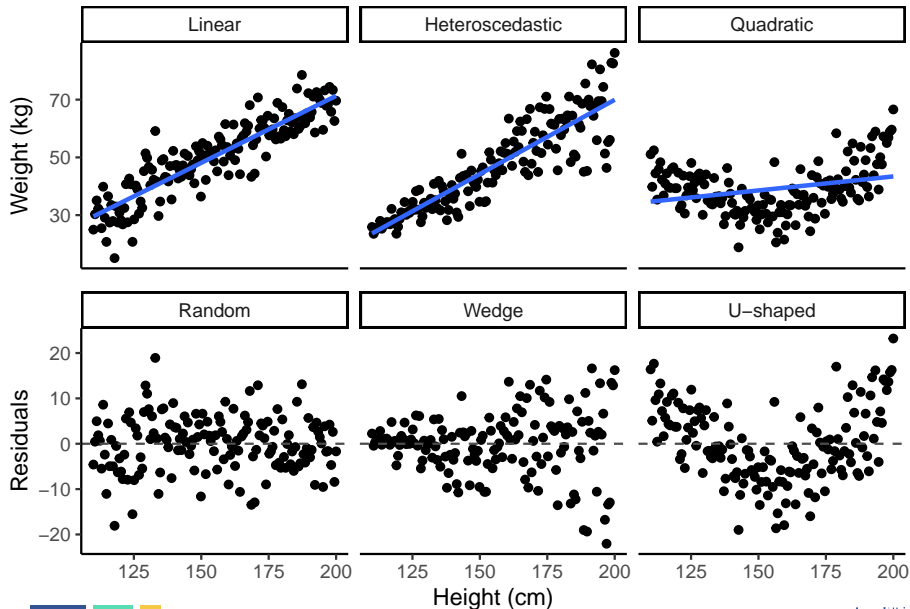 Linear Heteroscedastic Quadratic
Weight (kg)
70
50
30
Random Wedge U−shaped
Residuals
20
10
0
−10
−20
125 150 175 200 125 150 175 200 125 150 175 200
Height (cm)